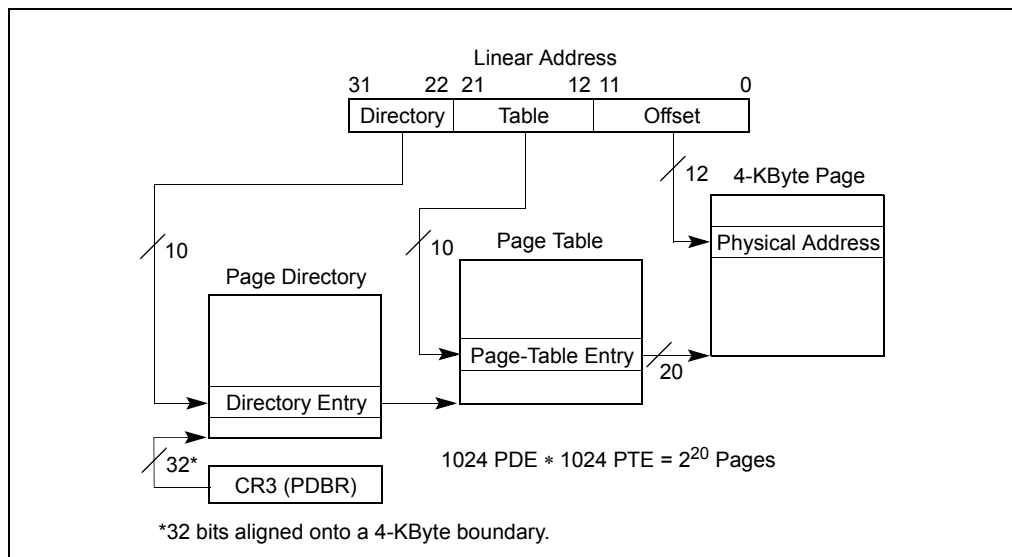 Linear Address
31 22 21 12 11 0
Directory Table Offset
12
4-KByte Page
10
10
Page Table
Physical Address
Page Directory
Page-Table Entry
20
Directory Entry
32*
1024 PDE ∗ 1024 PTE = 2²⁰ Pages
CR3 (PDBR)
*32 bits aligned onto a 4-KByte boundary.